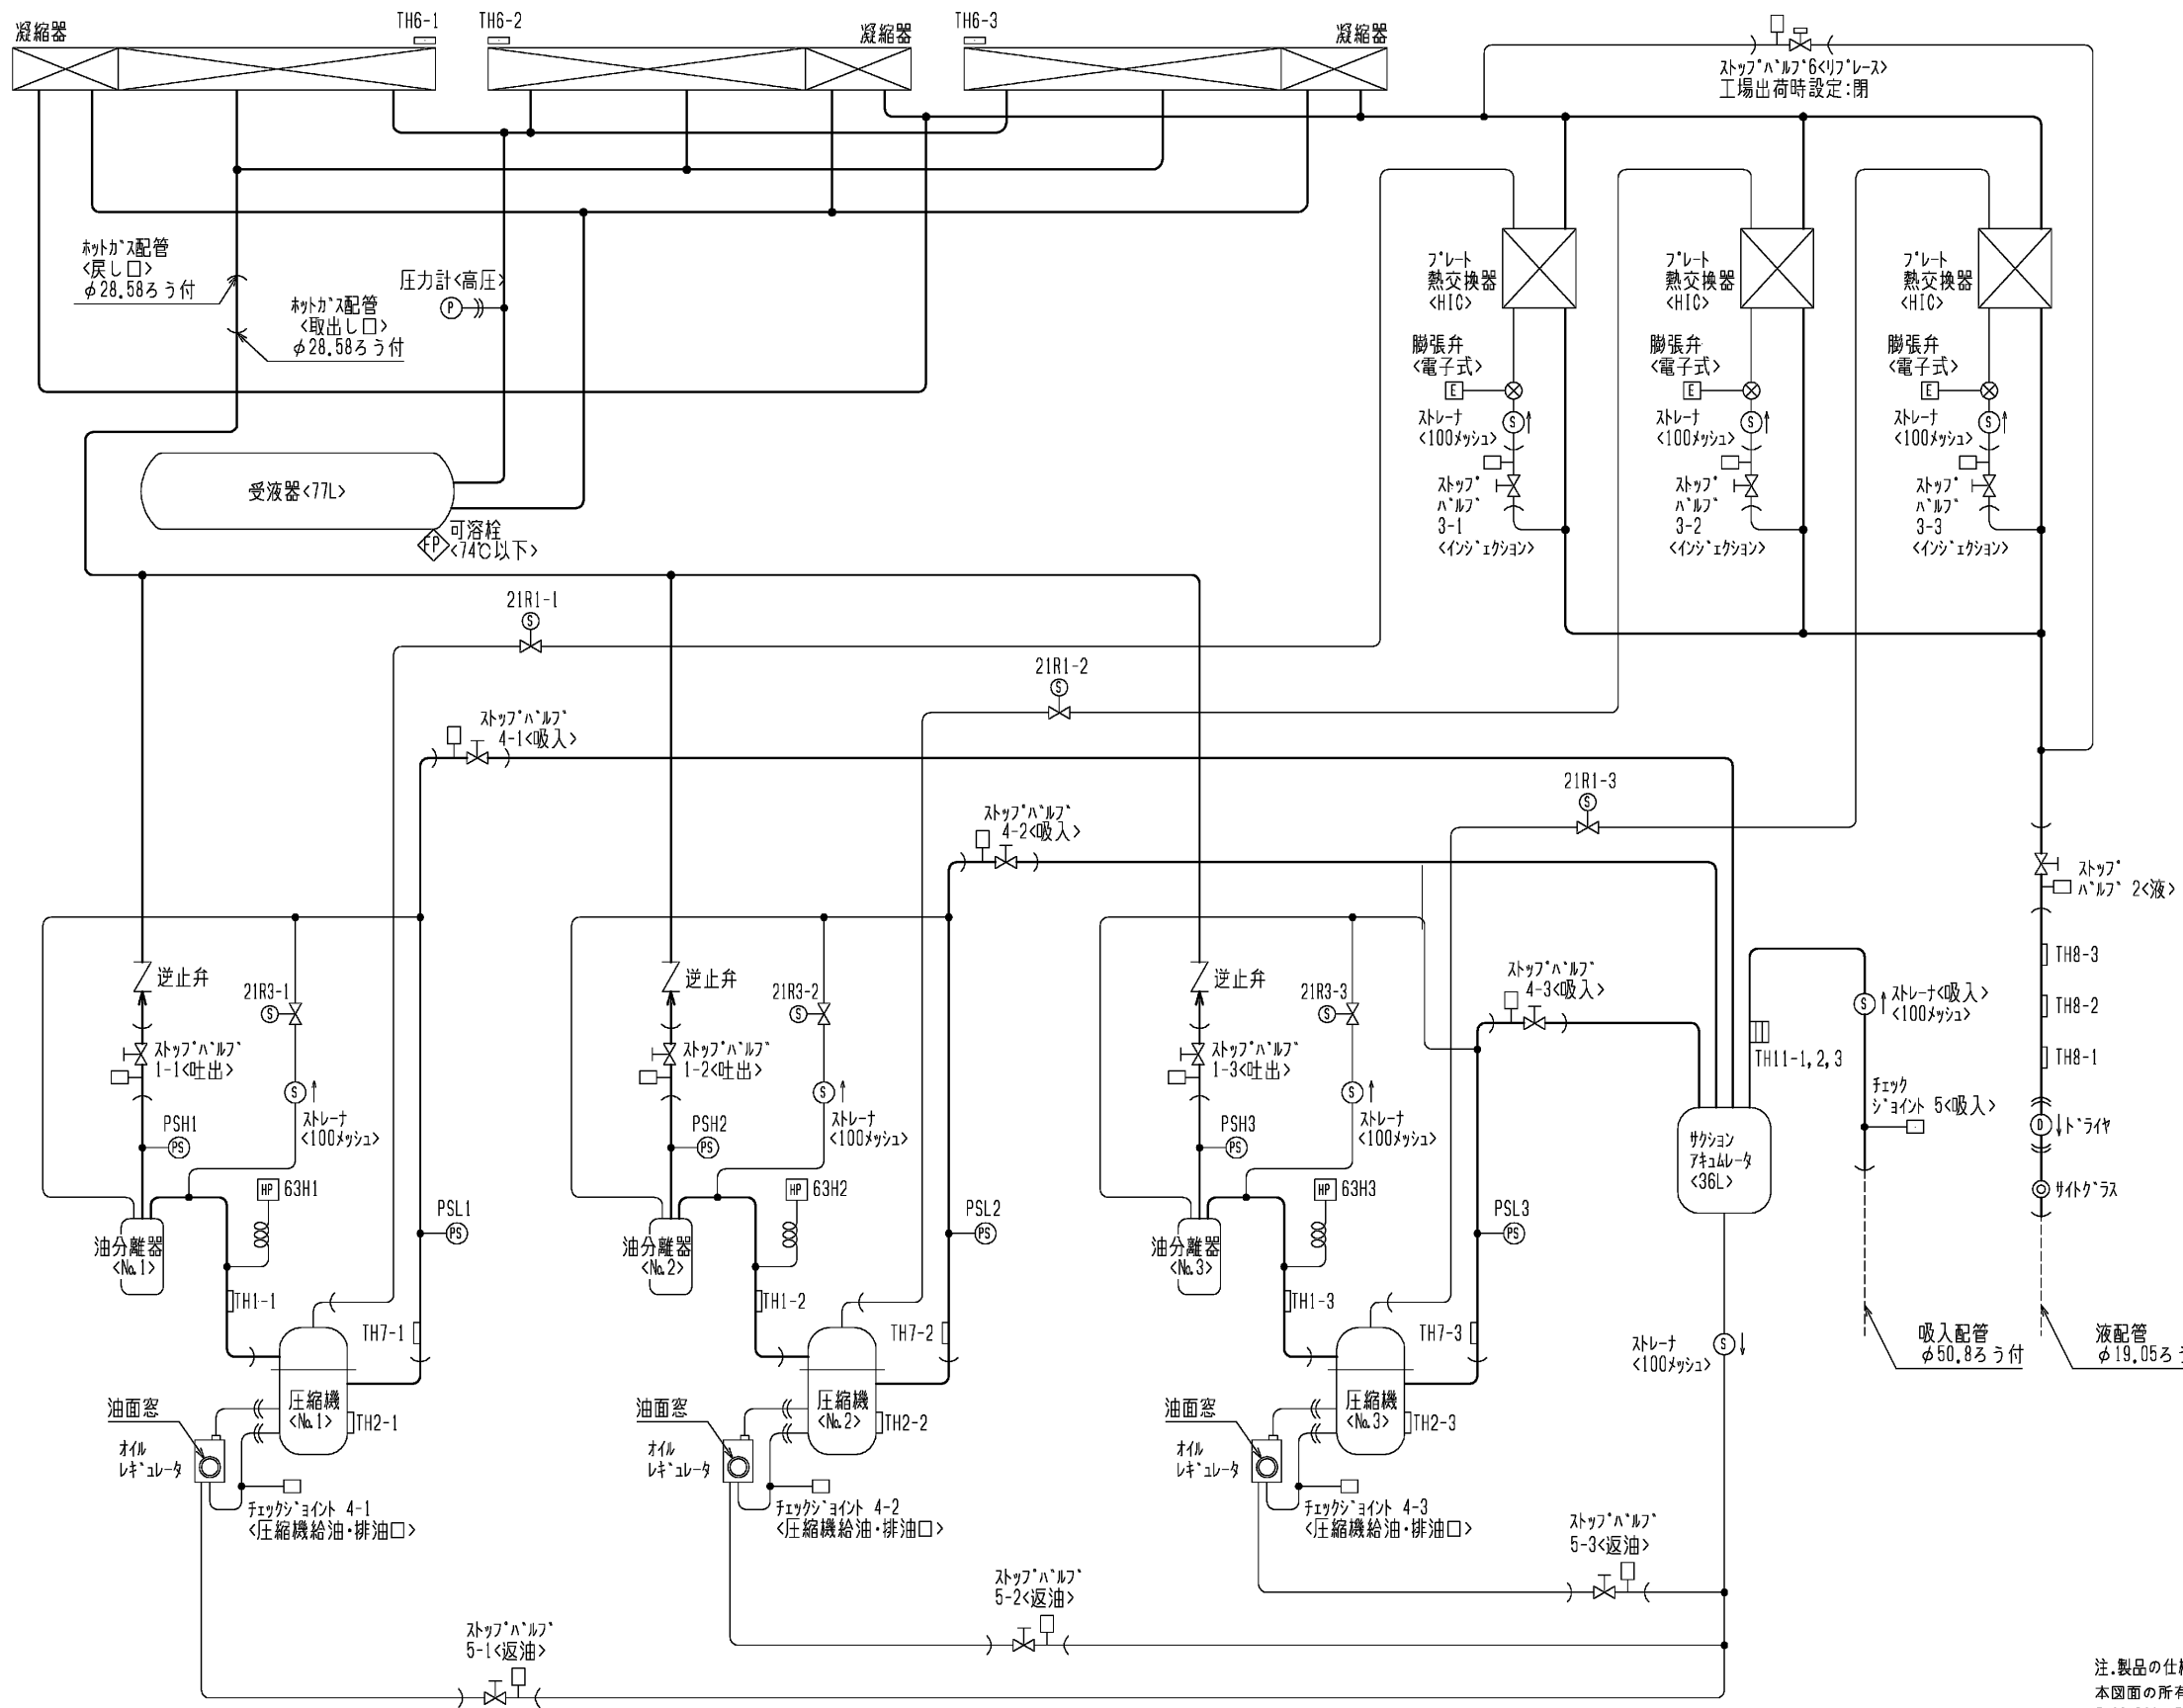 凝縮器
TH6-1
TH6-2
凝縮器
TH6-3
凝縮器
ストップバルブ6<リプレース>
工場出荷時設定:閉
ホットガス配管
<戻し口>
φ28.58ろう付
ホットガス配管
<取出し口>
φ28.58ろう付
圧力計<高圧>
P
受液器<77L>
FP
可溶栓
<74℃以下>
プレート
熱交換器
<HIC>
膨張弁
<電子式>
E
ストレーナ
<100メッシュ>
S
ストップ
バルブ
3-1
<インジェクション>
プレート
熱交換器
<HIC>
膨張弁
<電子式>
E
ストレーナ
<100メッシュ>
S
ストップ
バルブ
3-2
<インジェクション>
プレート
熱交換器
<HIC>
膨張弁
<電子式>
E
ストレーナ
<100メッシュ>
S
ストップ
バルブ
3-3
<インジェクション>
21R1-1
S
21R1-2
S
21R1-3
S
ストップバルブ
4-1<吸入>
ストップバルブ
4-2<吸入>
ストップバルブ
4-3<吸入>
逆止弁
21R3-1
S
ストップバルブ
1-1<吐出>
S
ストレーナ
<100メッシュ>
PSH1
PS
HP
63H1
PSL1
PS
油分離器
<No.1>
TH1-1
TH7-1
圧縮機
<No.1>
TH2-1
油面窓
オイル
レギュレータ
チェックジョイント 4-1
<圧縮機給油・排油口>
逆止弁
21R3-2
S
ストップバルブ
1-2<吐出>
S
ストレーナ
<100メッシュ>
PSH2
PS
HP
63H2
PSL2
PS
油分離器
<No.2>
TH1-2
TH7-2
圧縮機
<No.2>
TH2-2
油面窓
オイル
レギュレータ
チェックジョイント 4-2
<圧縮機給油・排油口>
逆止弁
21R3-3
S
ストップバルブ
1-3<吐出>
S
ストレーナ
<100メッシュ>
PSH3
PS
HP
63H3
PSL3
PS
油分離器
<No.3>
TH1-3
TH7-3
圧縮機
<No.3>
TH2-3
油面窓
オイル
レギュレータ
チェックジョイント 4-3
<圧縮機給油・排油口>
サクション
アキュムレータ
<36L>
TH11-1,2,3
S
ストレーナ<吸入>
<100メッシュ>
チェック
ジョイント 5<吸入>
ストップ
バルブ 2<液>
TH8-3
TH8-2
TH8-1
D
ドライヤ
サイトグラス
吸入配管
φ50.8ろう付
液配管
φ19.05ろう
ストレーナ
<100メッシュ>
S
ストップバルブ
5-3<返油>
ストップバルブ
5-2<返油>
ストップバルブ
5-1<返油>
注.製品の仕
本図面の所有